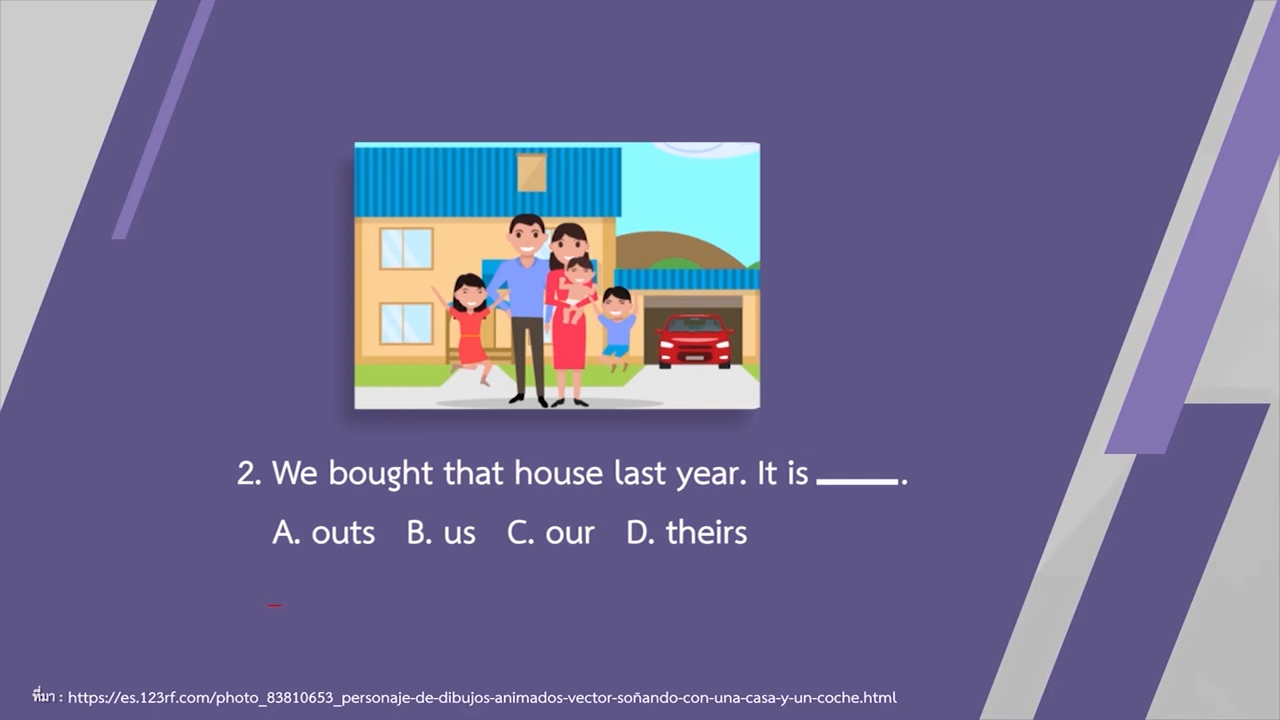 2. We bought that house last year. It is _____.
A. outs B. us C. our D. theirs
ที่มา : https://es.123rf.com/photo_83810653_personaje-de-dibujos-animados-vector-soñando-con-una-casa-y-un-coche.html